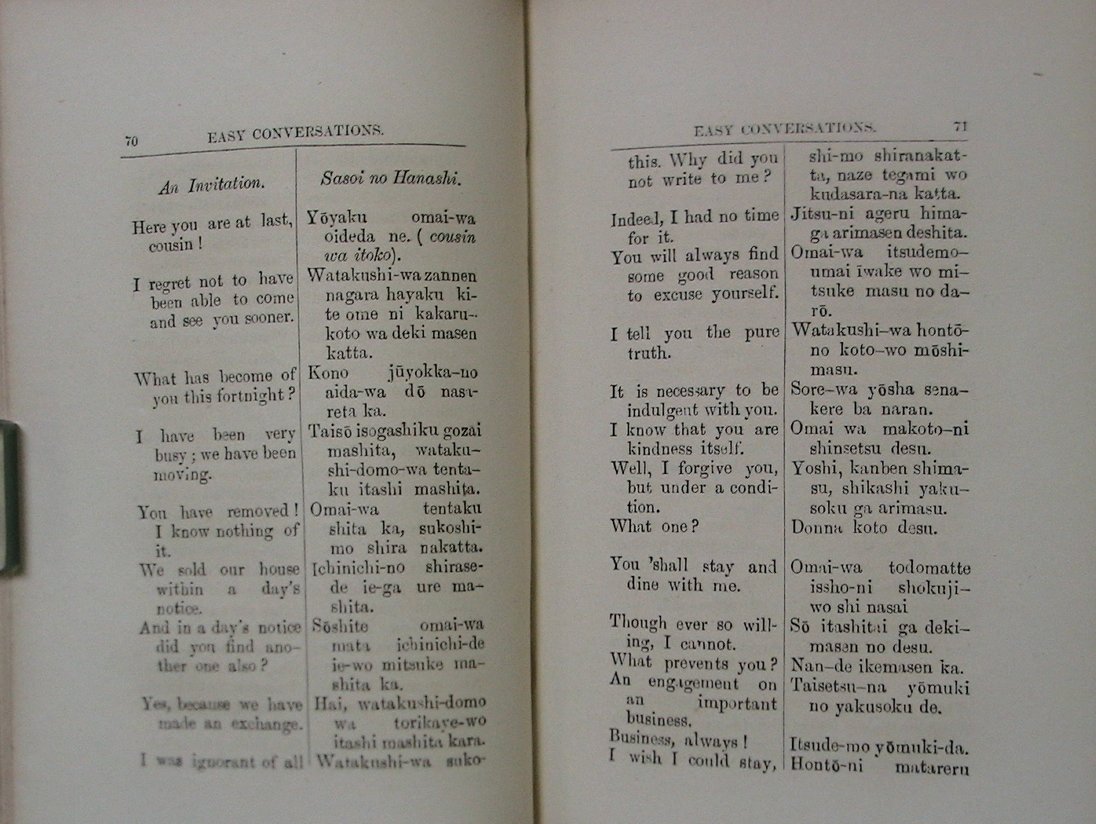 70
EASY CONVERSATIONS.
An Invitation.
Here you are at last,
cousin !
I regret not to have
been able to come
and see you sooner.
What has become of
you this fortnight ?
I have been very
busy ; we have been
moving.
You have removed !
I know nothing of
it.
We sold our house
within a day's
notice.
And in a day's notice
did you find ano-
ther one also ?
Yes, because we have
made an exchange.
I was ignorant of all
Sasoi no Hanashi.
Yōyaku omai-wa
oideda ne. ( cousin
wa itoko).
Watakushi-wa zannen
nagara hayaku ki-
te ome ni kakaru-
koto wa deki masen
katta.
Kono jūyokka-no
aida-wa dō nasa-
reta ka.
Taisō isogashiku gozai
mashita, wataku-
shi-domo-wa tenta-
ku itashi mashita.
Omai-wa tentaku
shita ka, sukoshi-
mo shira nakatta.
Ichinichi-no shirase-
de ie-ga ure ma-
shita.
Sōshite omai-wa
mata ichinichi-de
ie-wo mitsuke ma-
shita ka.
Hai, watakushi-domo
wa torikaye-wo
itashi mashita kara.
Watakushi-wa suko-
EASY CONVERSATIONS.
71
this. Why did you
not write to me ?
Indeed, I had no time
for it.
You will always find
some good reason
to excuse yourself.
I tell you the pure
truth.
It is necessary to be
indulgent with you.
I know that you are
kindness itself.
Well, I forgive you,
but under a condi-
tion.
What one ?
You 'shall stay and
dine with me.
Though ever so will-
ing, I cannot.
What prevents you ?
An engagement on
an important
business.
Business, always !
I wish I could stay,
shi-mo shiranakat-
ta, naze tegami wo
kudasara-na katta.
Jitsu-ni ageru hima-
ga arimasen deshita.
Omai-wa itsudemo-
umai iwake wo mi-
tsuke masu no da-
rō.
Watakushi-wa hontō-
no koto-wo mōshi-
masu.
Sore-wa yōsha sena-
kere ba naran.
Omai wa makoto-ni
shinsetsu desu.
Yoshi, kanben shima-
su, shikashi yaku-
soku ga arimasu.
Donna koto desu.
Omai-wa todomatte
issho-ni shokuji-
wo shi nasai
Sō itashitai ga deki-
masen no desu.
Nan-de ikemasen ka.
Taisetsu-na yōmuki
no yakusoku de.
Itsude-mo yōmuki-da.
Hontō-ni matareru